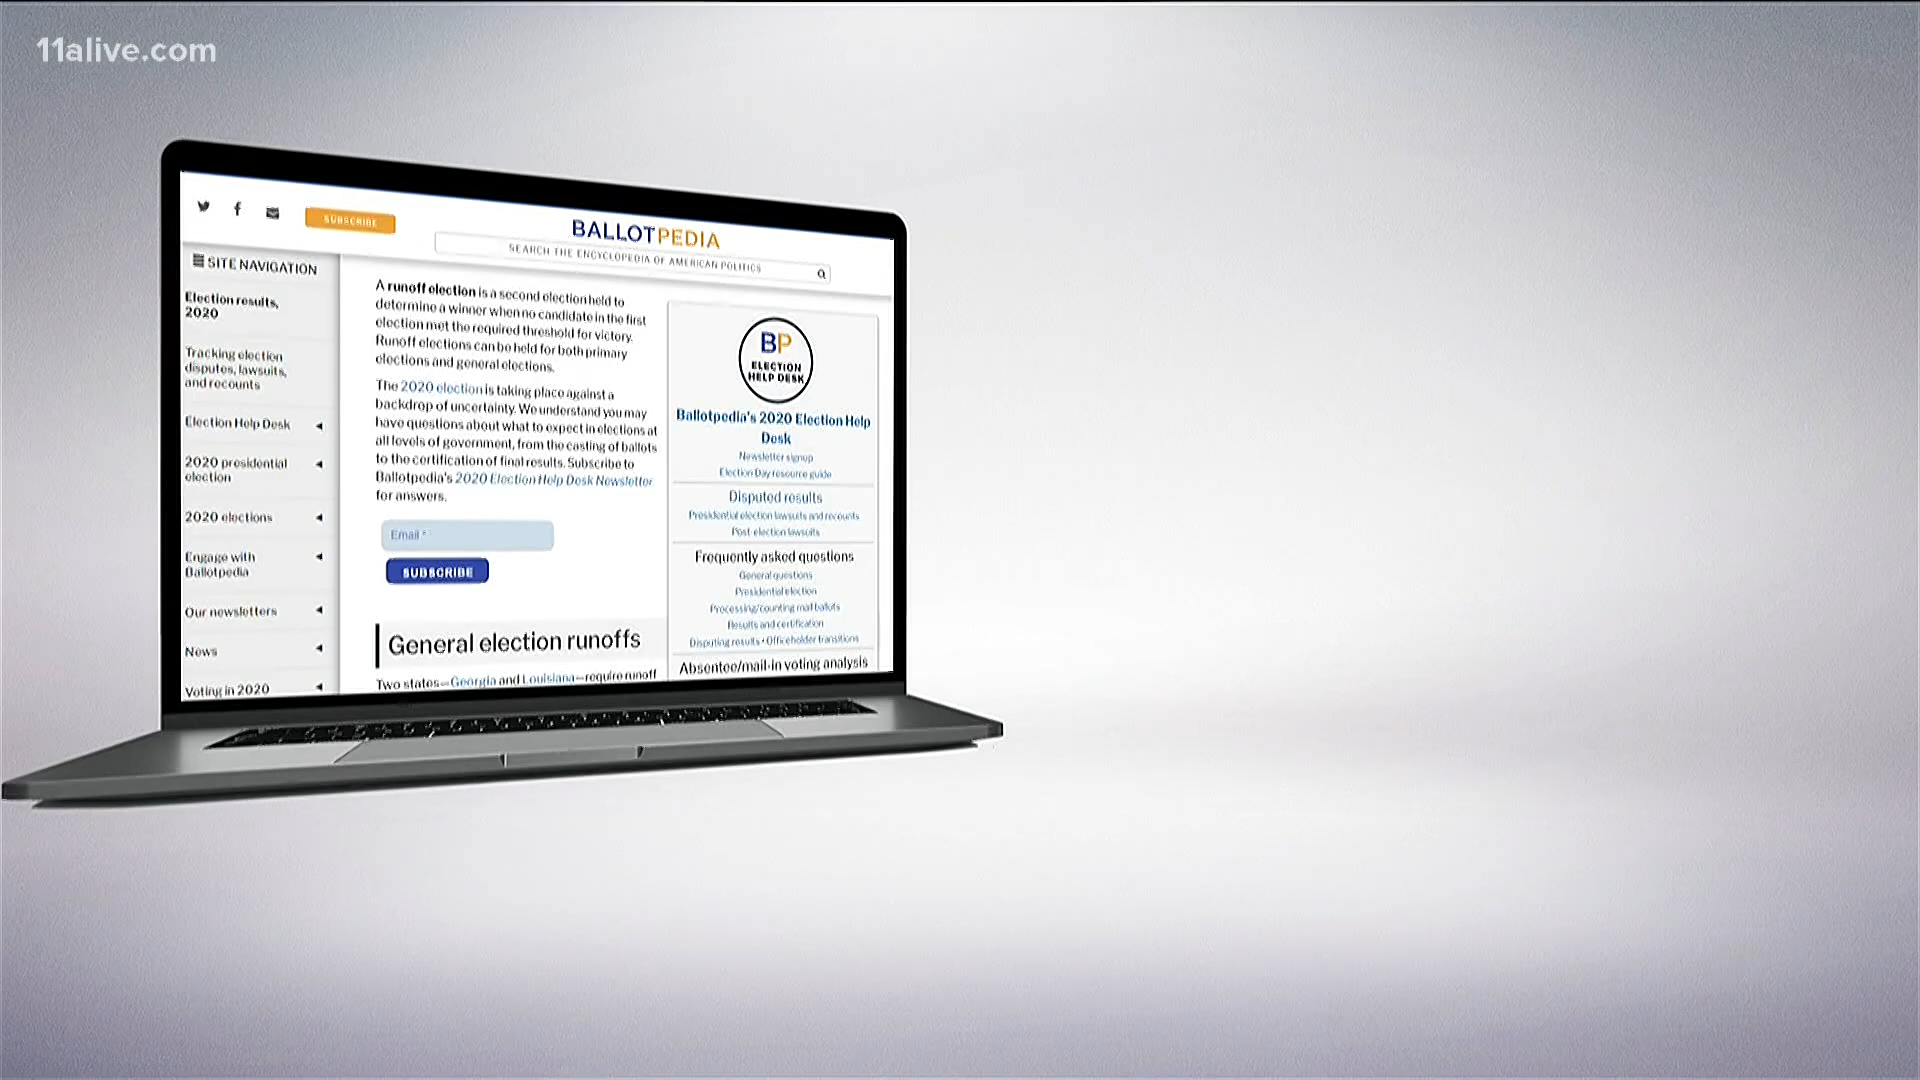 11alive.com
SUBSCRIBE
BALLOTPEDIA
SEARCH THE ENCYCLOPEDIA OF AMERICAN POLITICS
SITE NAVIGATION
Election results,
2020
Tracking election
disputes, lawsuits,
and recounts
Election Help Desk
2020 presidential
election
2020 elections
Engage with
Ballotpedia
Our newsletters
News
Voting in 2020
A runoff election is a second election held to
determine a winner when no candidate in the first
election met the required threshold for victory.
Runoff elections can be held for both primary
elections and general elections.
The 2020 election is taking place against a
backdrop of uncertainty. We understand you may
have questions about what to expect in elections at
all levels of government, from the casting of ballots
to the certification of final results. Subscribe to
Ballotpedia's 2020 Election Help Desk Newsletter
for answers.
Email *
SUBSCRIBE
General election runoffs
Two states—Georgia and Louisiana—require runoff
BP
ELECTION
HELP DESK
Ballotpedia's 2020 Election Help
Desk
Newsletter signup
Election Day resource guide
Disputed results
Presidential election lawsuits and recounts
Post-election lawsuits
Frequently asked questions
General questions
Presidential election
Processing/counting mail ballots
Results and certification
Disputing results • Officeholder transitions
Absentee/mail-in voting analysis